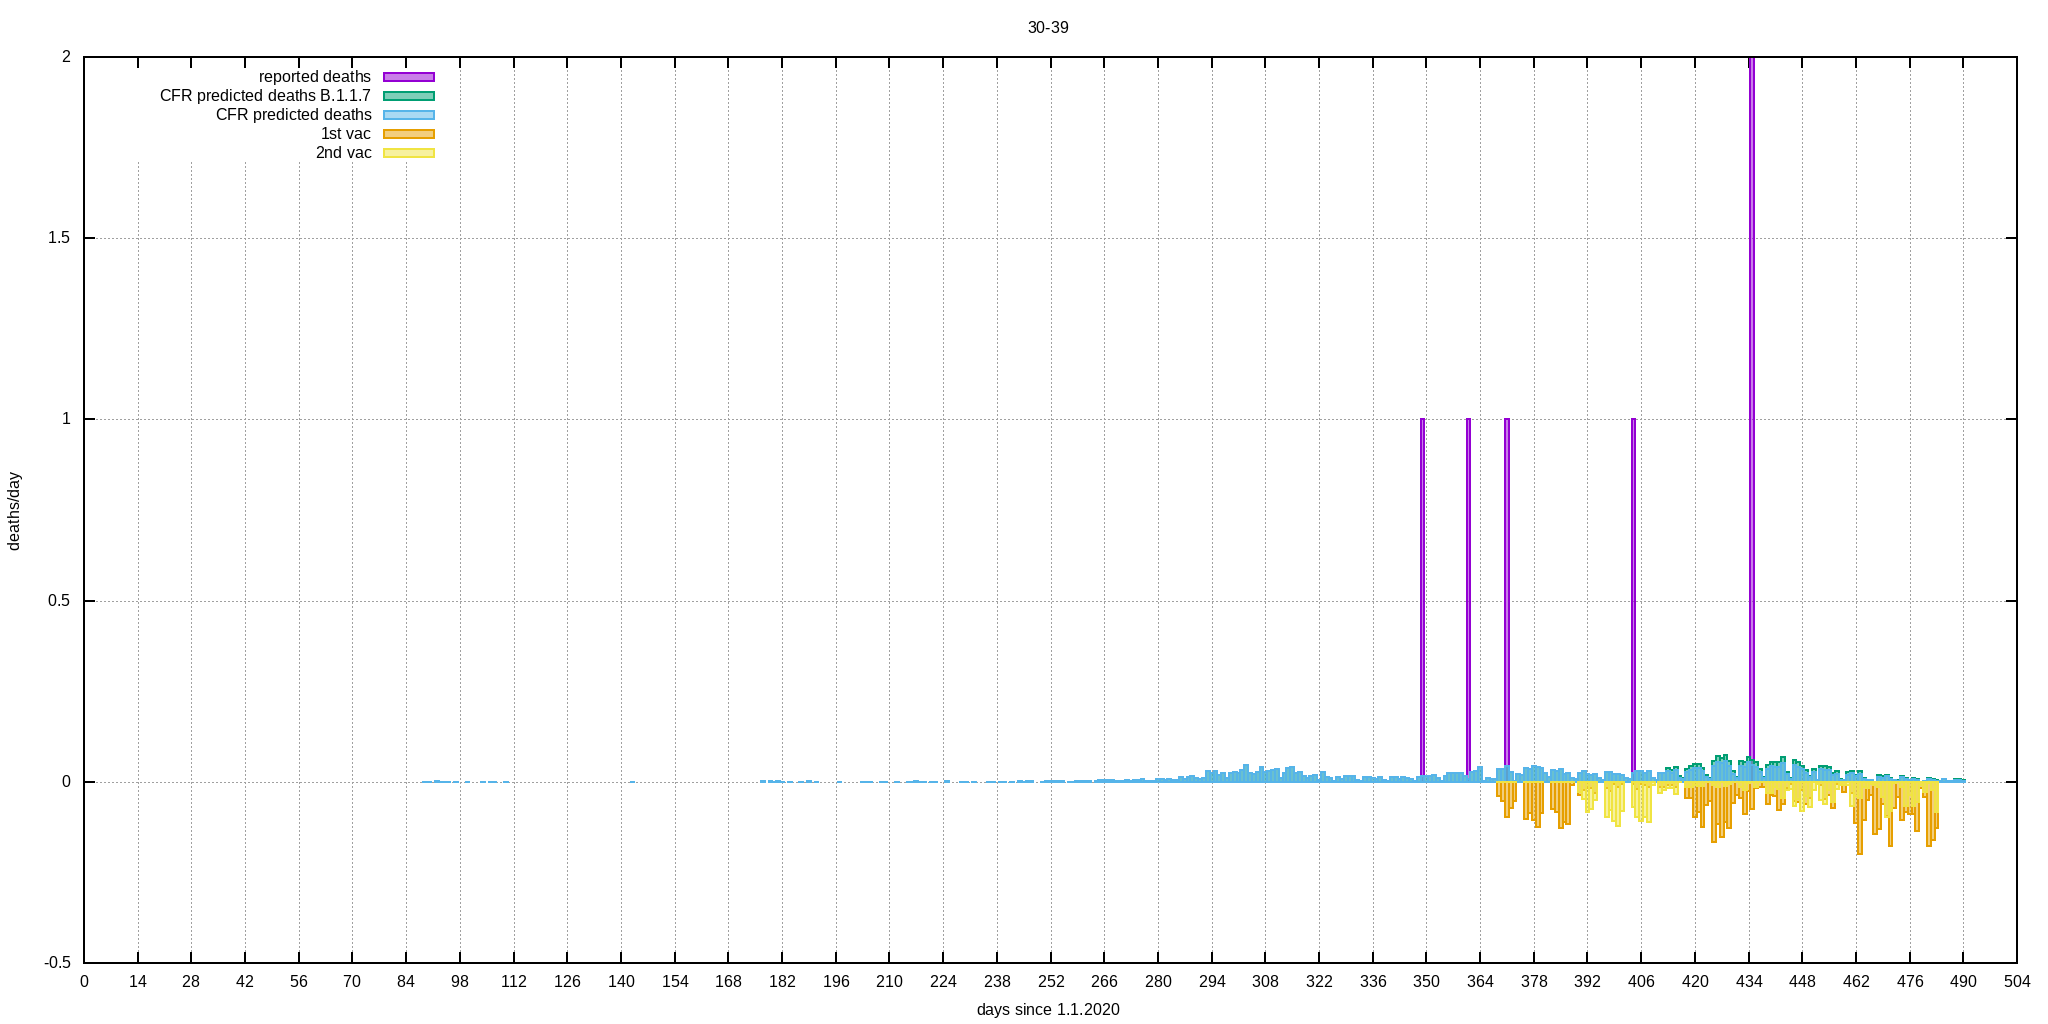 30-39
2
reported deaths
CFR predicted deaths B.1.1.7
CFR predicted deaths
1st vac
2nd vac
1.5
1
deaths/day
0.5
0
-0.5
0 14 28 42 56 70 84 98 112 126 140 154 168 182 196 210 224 238 252 266 280 294 308 322 336 350 364 378 392 406 420 434 448 462 476 490 504
days since 1.1.2020